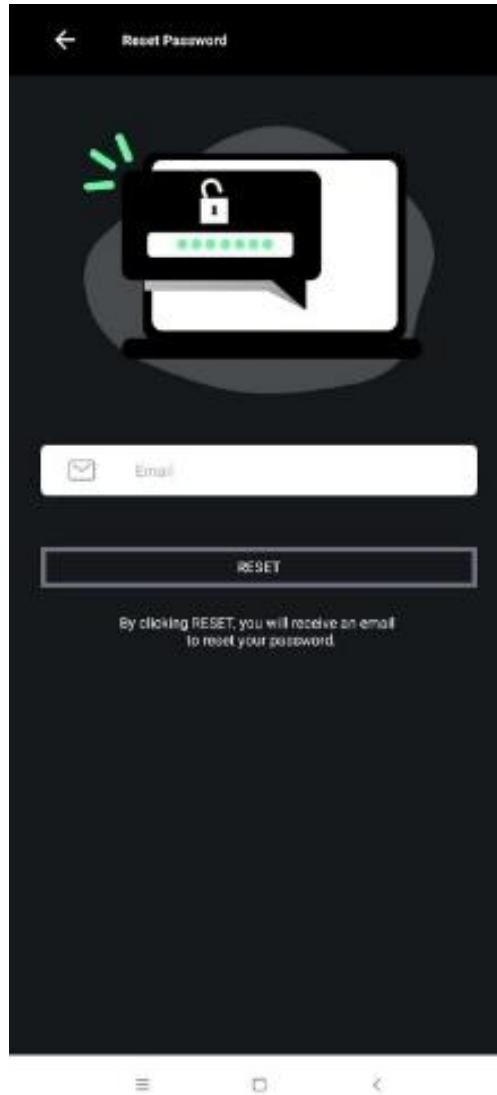 Reset Password
Email
RESET
By clicking RESET, you will receive an email
to reset your password.